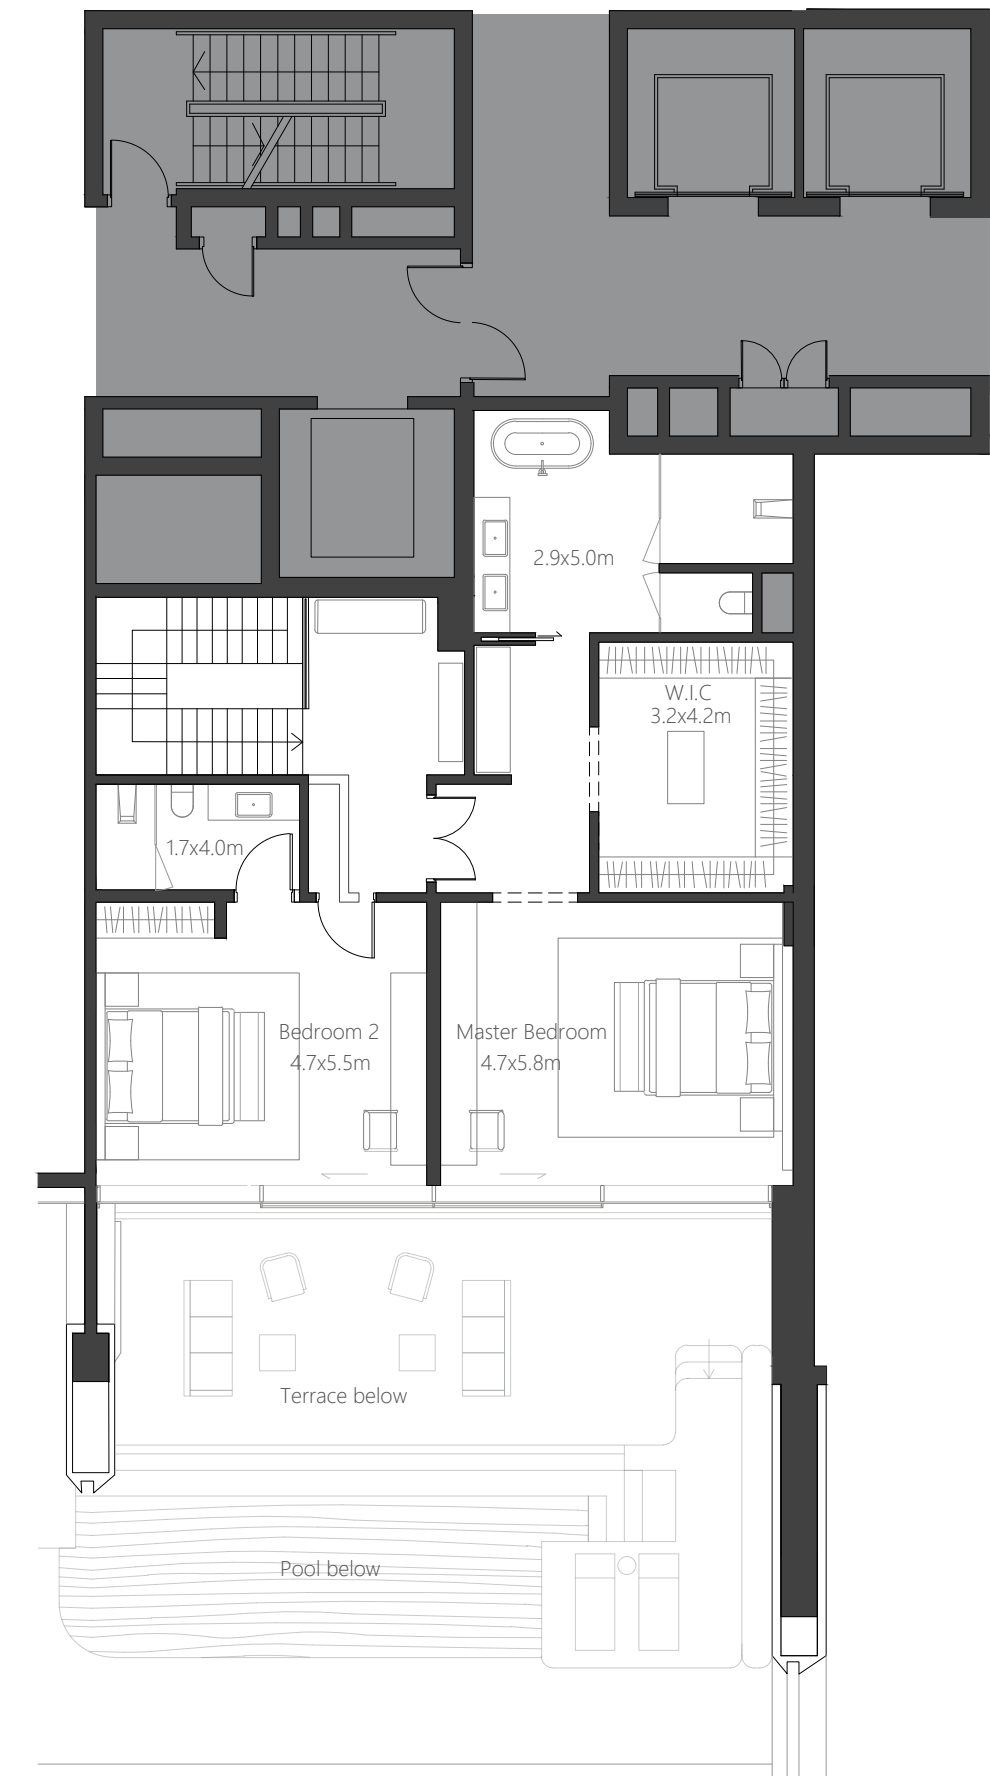 2.9x5.0m
W.I.C
3.2x4.2m
1.7x4.0m
Bedroom 2
4.7x5.5m
Master Bedroom
4.7x5.8m
Terrace below
Pool below